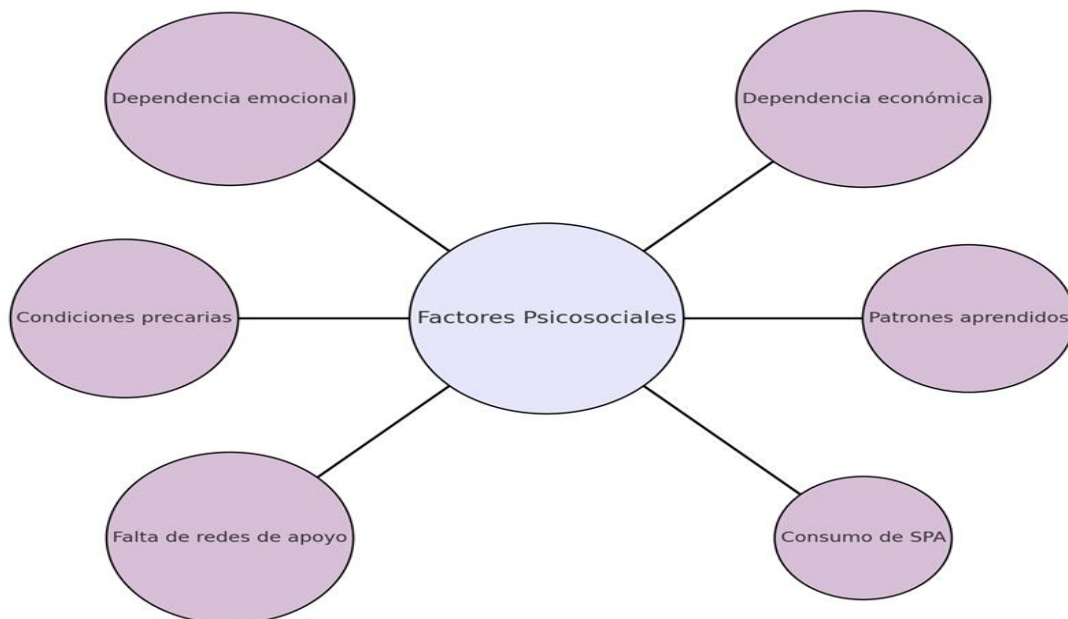 Dependencia emocional
Dependencia económica
Condiciones precarias
Factores Psicosociales
Patrones aprendidos
Falta de redes de apoyo
Consumo de SPA